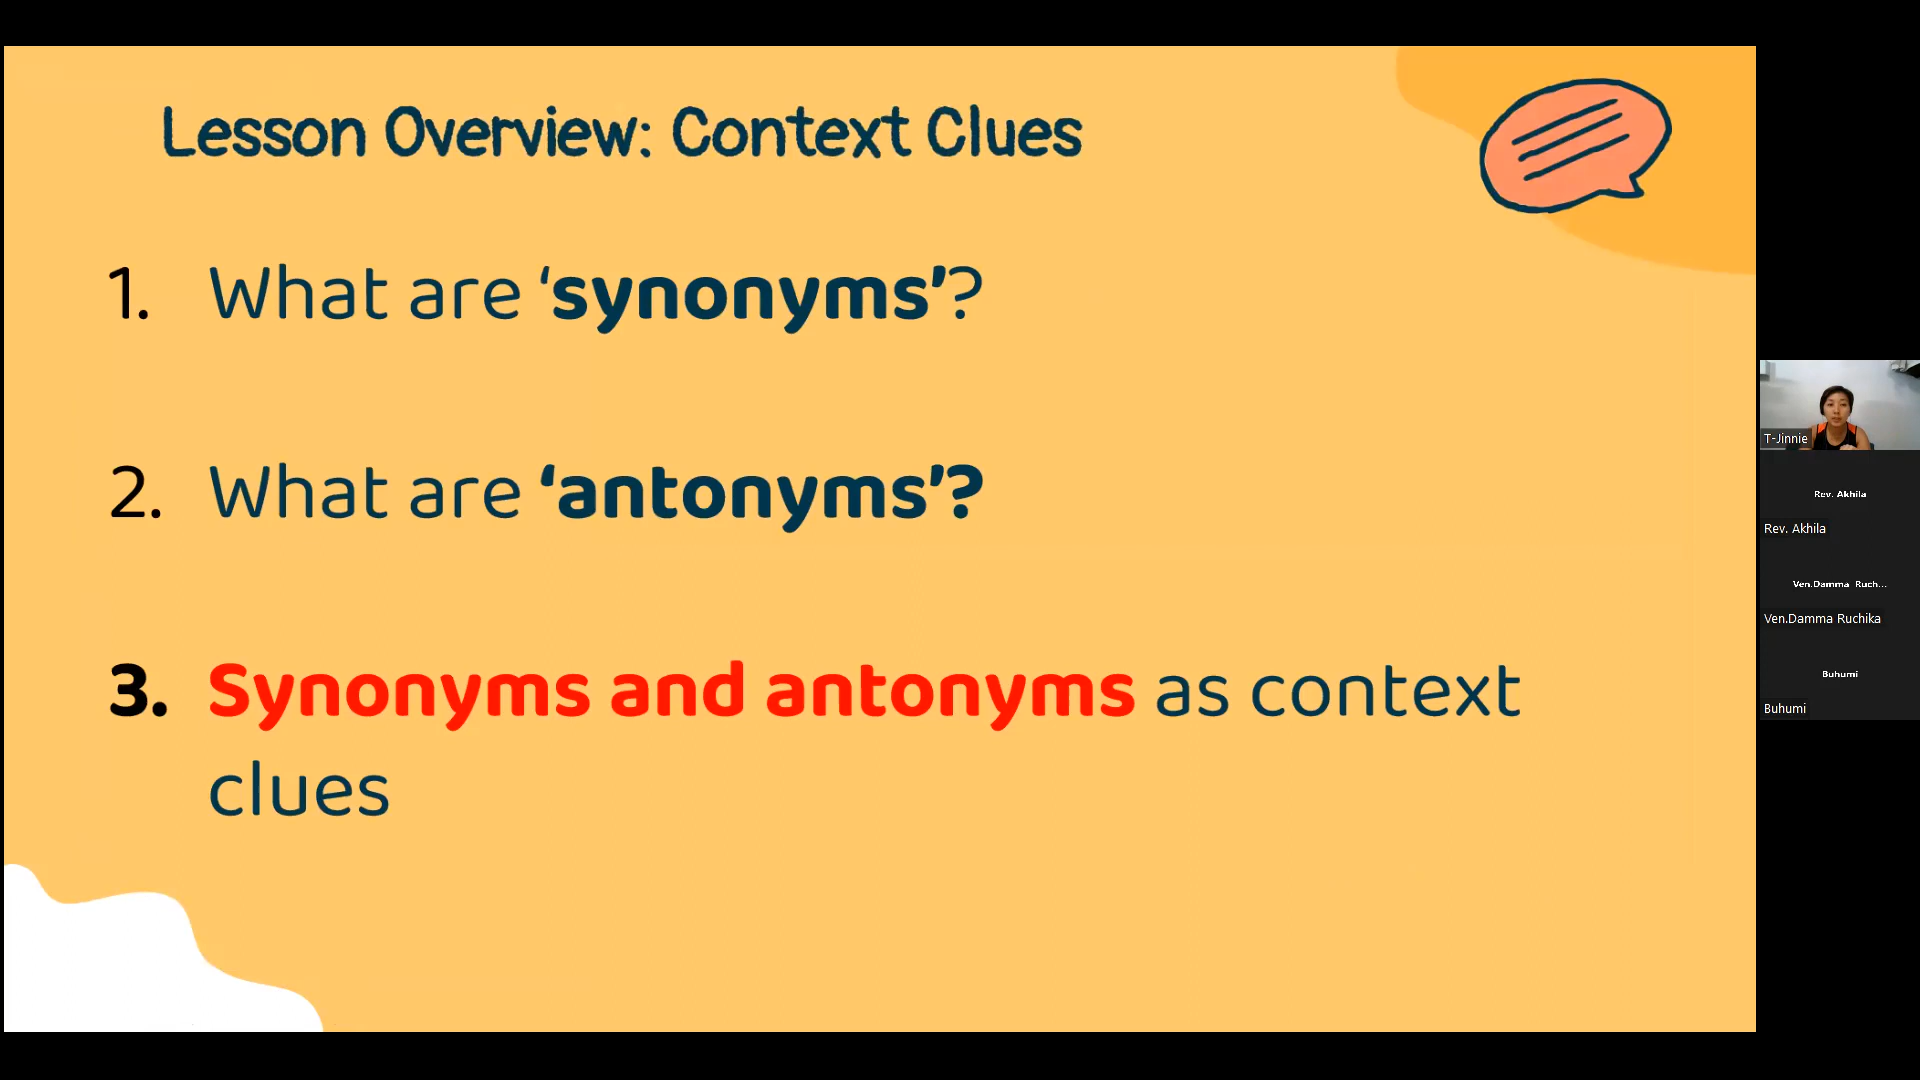 Lesson Overview: Context Clues
1. What are ‘synonyms’?
2. What are ‘antonyms’?
3. Synonyms and antonyms as context
clues
T-Jinnie
Rev. Akhila
Rev. Akhila
Ven.Damma Ruch...
Ven.Damma Ruchika
Buhumi
Buhumi